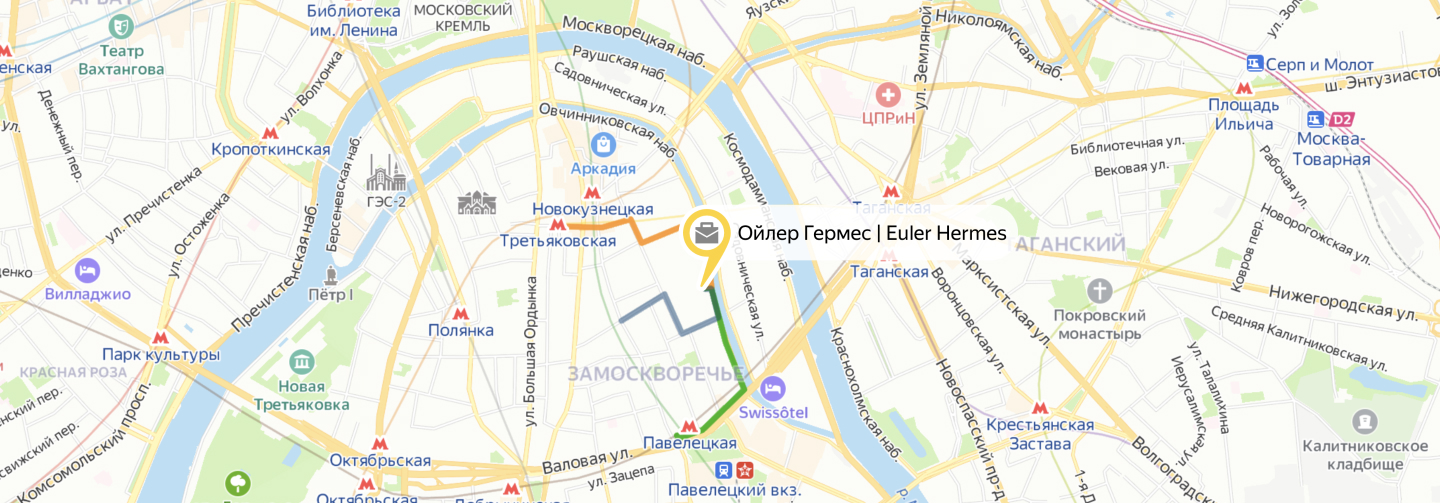 Библиотека
им. Ленина
МОСКОВСКИЙ
КРЕМЛЬ
Театр
Вахтангова
Москворецкая наб.
Раушская наб.
Садовническая ул.
Николоямская наб.
ул. Земляной
Серп и Молот
ш. Энтузиастов
Площадь
Ильича
D2
Москва-
Товарная
ЦПРиН
Денежный пер.
ул. Волхонка
Кропоткинская
Берсеневская наб.
ГЭС-2
Овчинниковская наб.
Аркадия
Новокузнецкая
Третьяковская
ул. Пречистенка
ул. Остоженка
Пречистенская наб.
Библиотечная ул.
Вековая ул.
Рабочая ул.
Новорогожская ул.
Ковров пер.
Таганская
Ойлер Гермес | Euler Hermes
Таганская
Вилладжио
Пётр I
Полянка
ул. Большая Ордынка
Марксистская ул.
Воронцовская ул.
Покровский
монастырь
Нижегородская ул.
Средняя Калитниковская ул.
Парк культуры
КРАСНАЯ РОЗА
Новая
Третьяковка
ЗАМОСКВОРЕЧЬЕ
Swissôtel
Краснохолмская наб.
Новоспасский пр-д
Крестьянская
Застава
ул. Талалихина
Калитниковское
кладбище
Комсомольский просп.
Октябрьская
Октябрьская
Валовая ул.
ул. Зацепа
Павелецкая
Павелецкий вкз.
Волгоградс